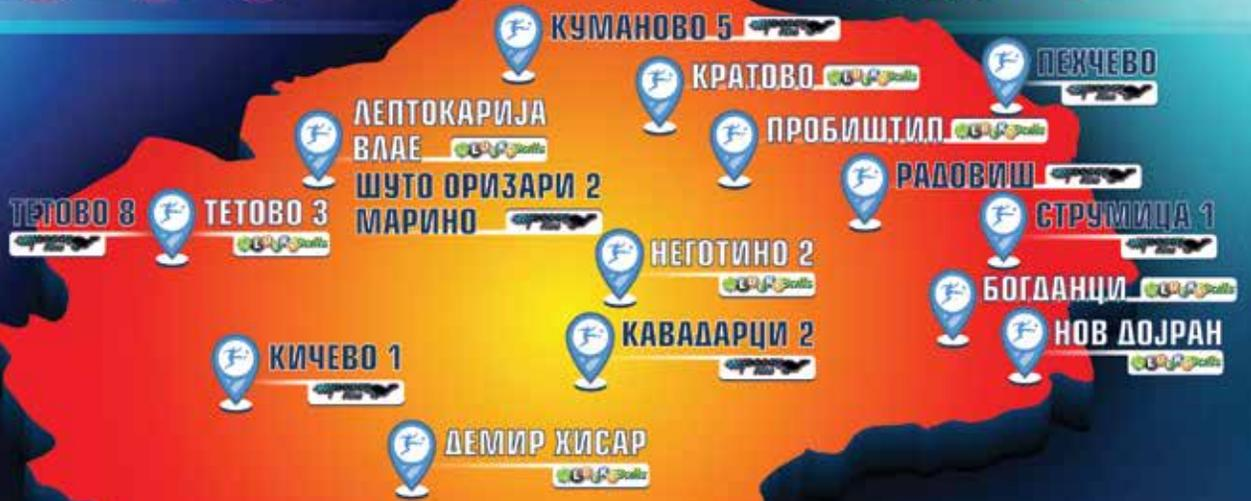 КУМАНОВО 5
КРАТОВО
ПЕХЧЕВО
ЛЕПТОКАРИЈА
ВЛАЕ
ПРОБИШТИП
РАДОВИШ
ШУТО ОРИЗАРИ 2
МАРИНО
ТЕТОВО 8
ТЕТОВО 3
СТРУМИЦА 1
НЕГОТИНО 2
БОГДАНЦИ
КАВАДАРЦИ 2
НОВ ДОЈРАН
КИЧЕВО 1
ДЕМИР ХИСАР